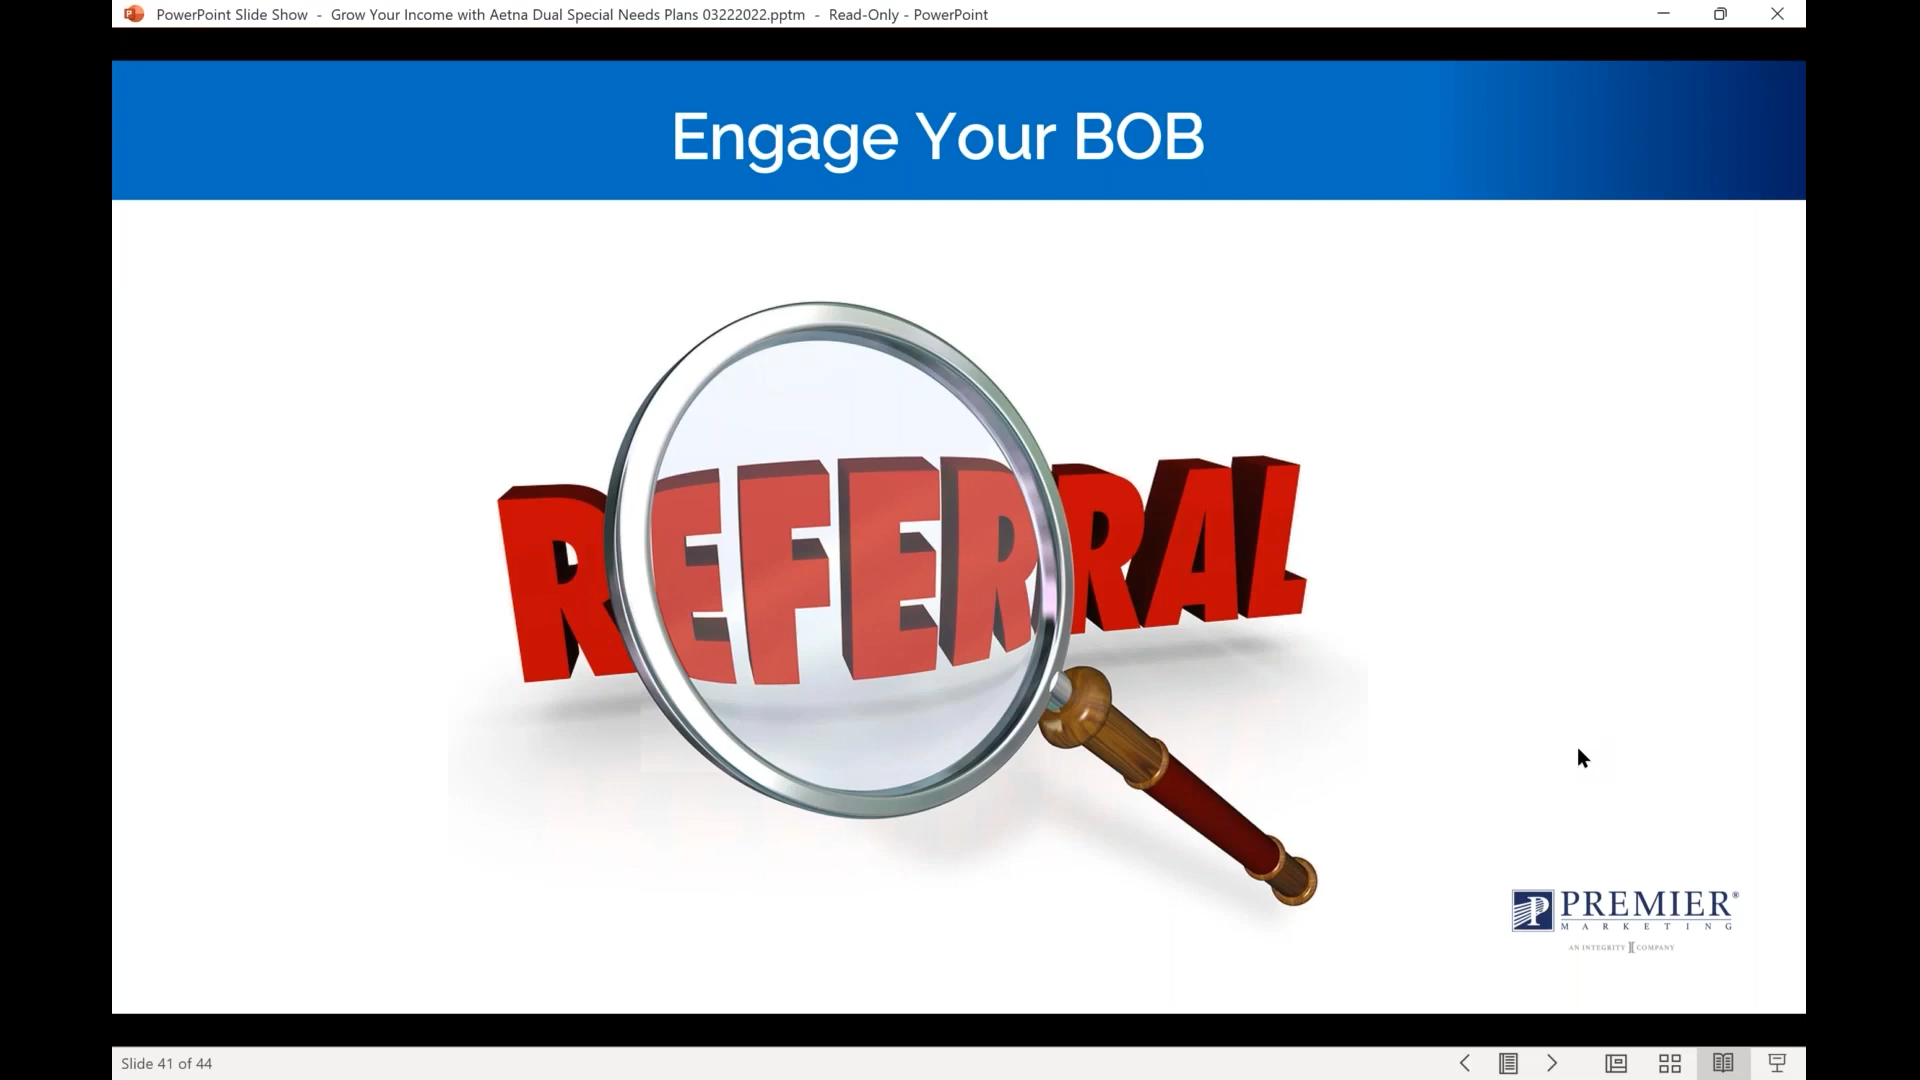 PowerPoint Slide Show - Grow Your Income with Aetna Dual Special Needs Plans 03222022.pptm - Read-Only - PowerPoint
Engage Your BOB
REFERRAL
PREMIER®
MARKETING
AN INTEGRITY COMPANY
Slide 41 of 44